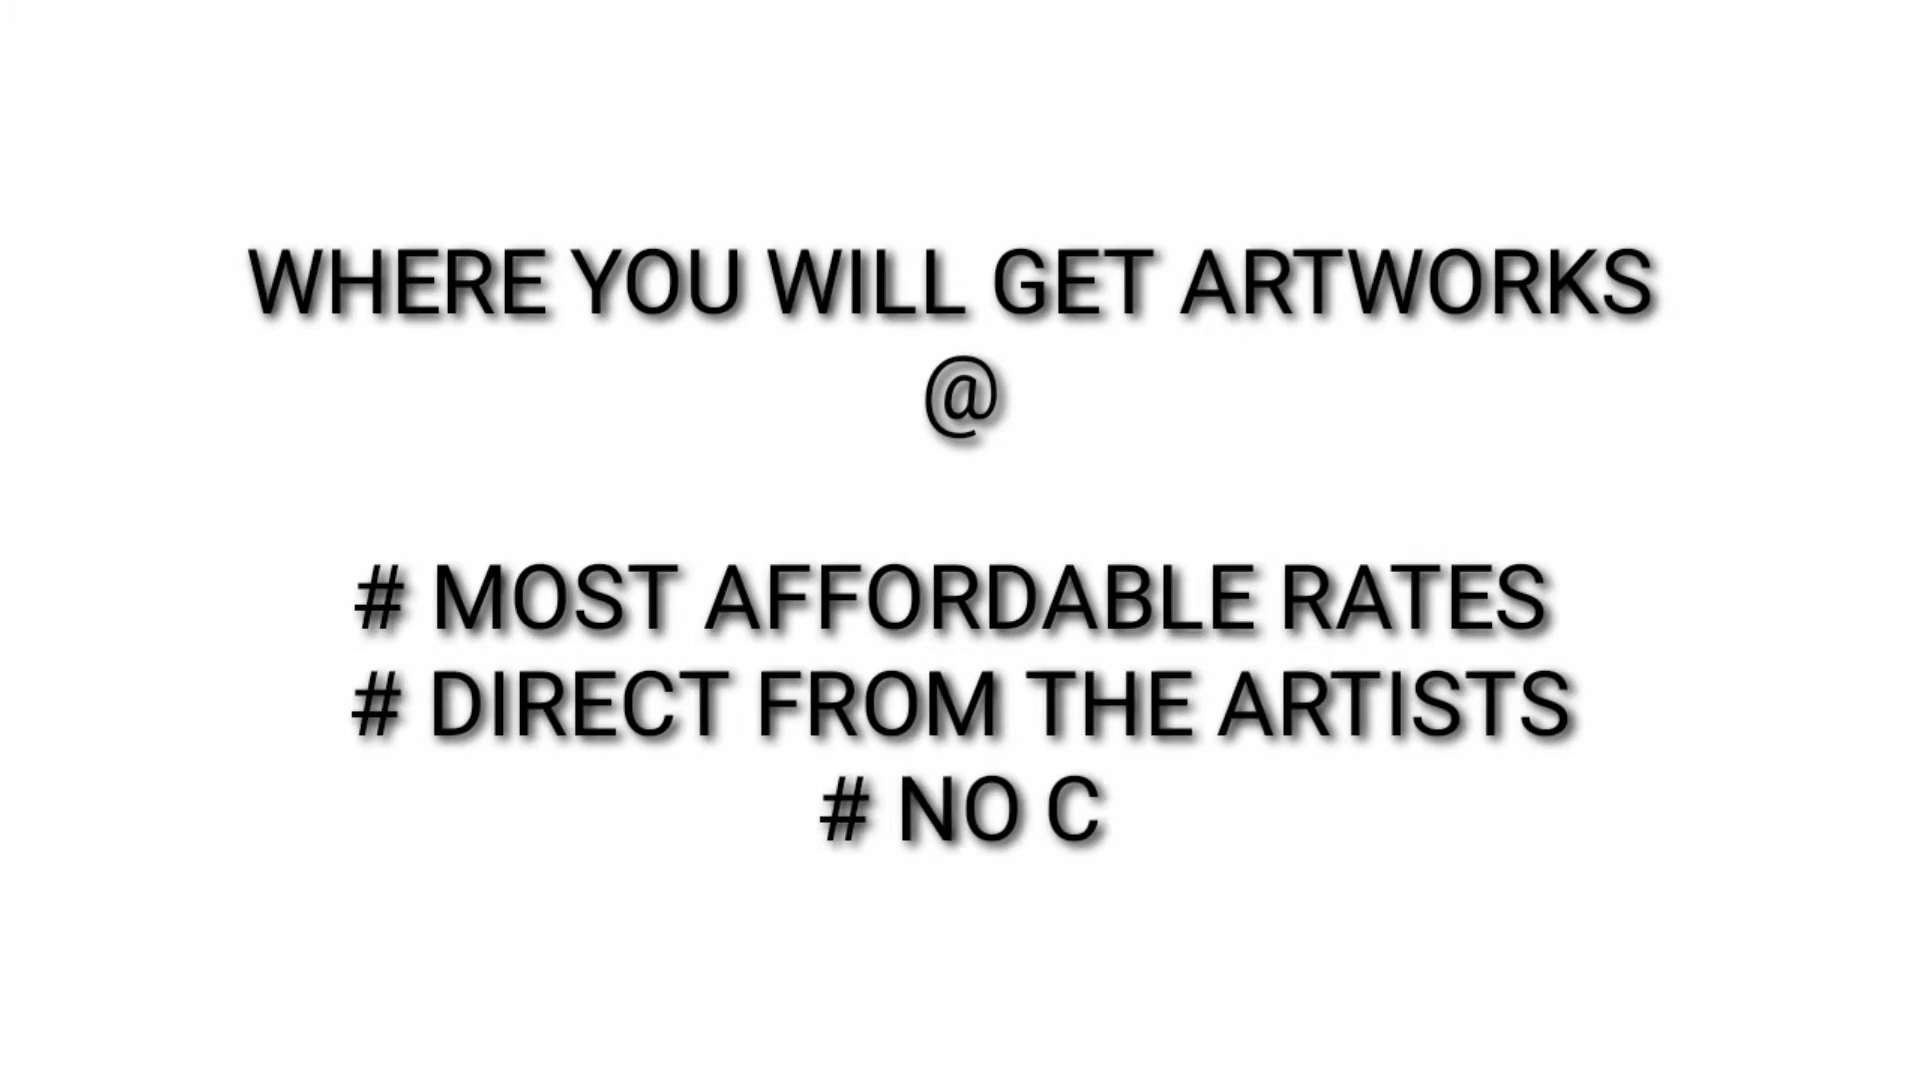 WHERE YOU WILL GET ARTWORKS
@
# MOST AFFORDABLE RATES
# DIRECT FROM THE ARTISTS
# NO C